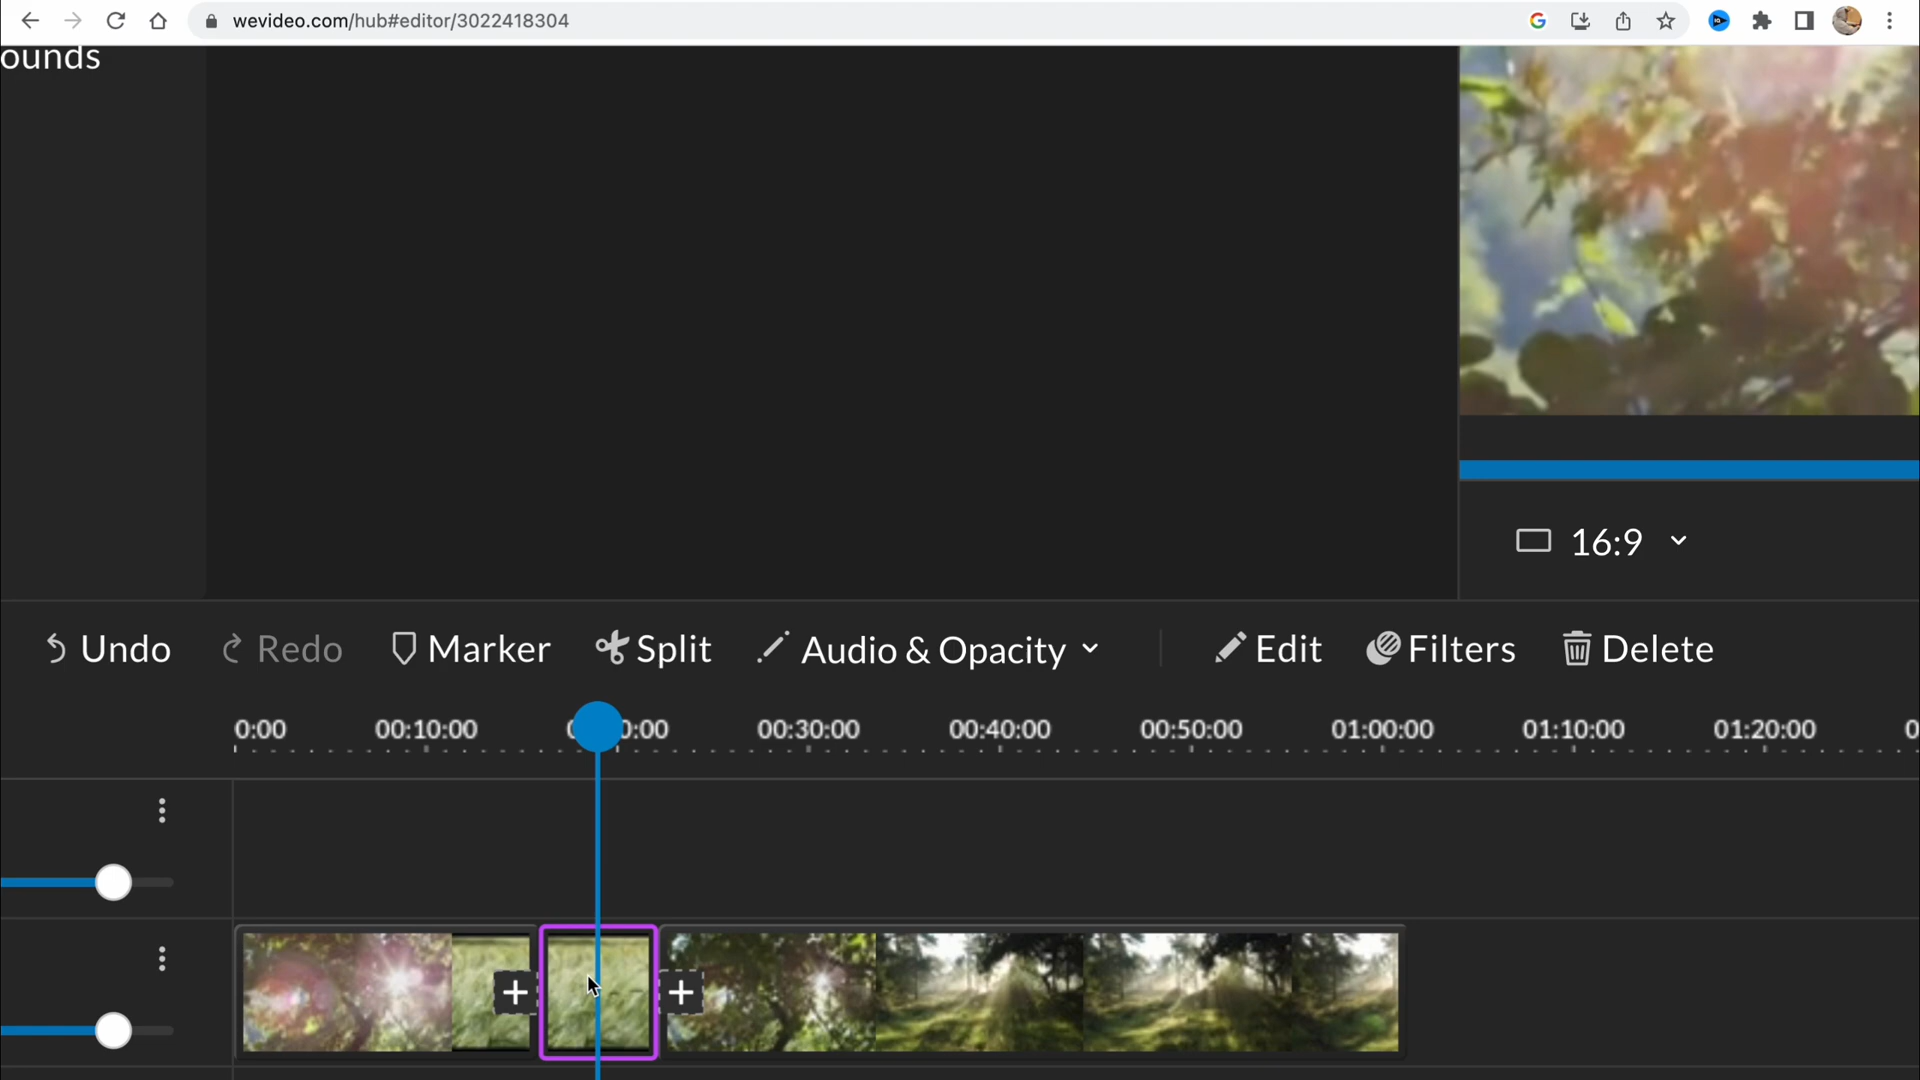 wevideo.com/hub#editor/3022418304
ounds
16:9
Undo Redo Marker Split Audio & Opacity Edit Filters Delete
0:00 00:10:00 0:00 00:30:00 00:40:00 00:50:00 01:00:00 01:10:00 01:20:00 0